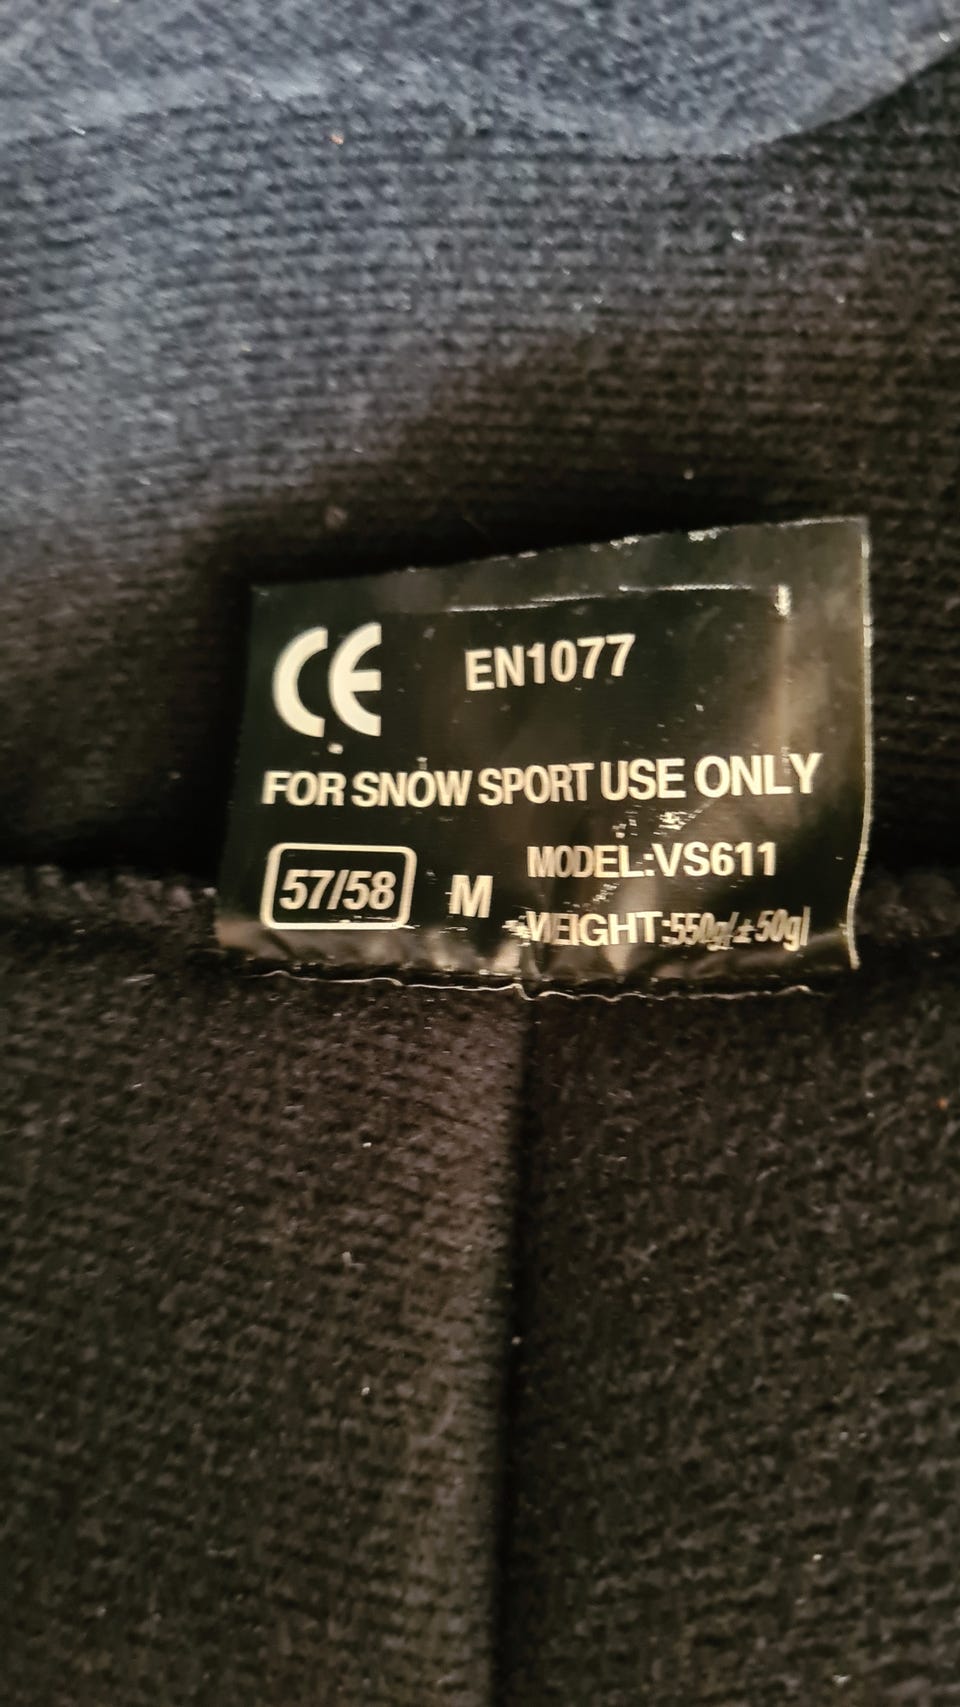 CE EN1077
FOR SNOW SPORT USE ONLY
57/58 M MODEL:VS611
WEIGHT:550g/±50g/